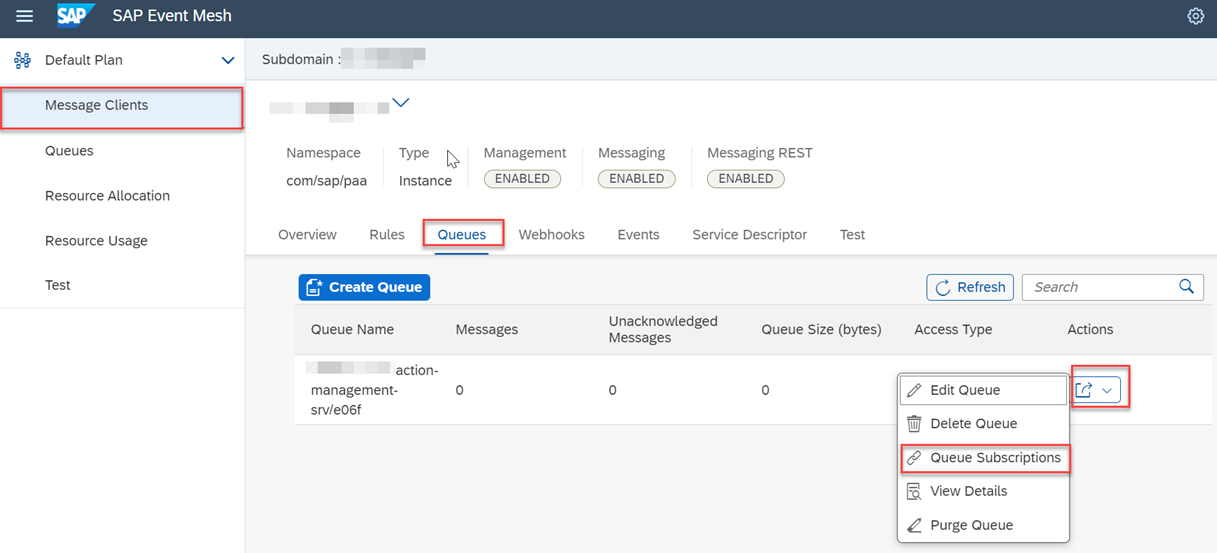 SAP
SAP Event Mesh
Default Plan
Message Clients
Queues
Resource Allocation
Resource Usage
Test
Subdomain :
Namespace
com/sap/paa
Type
Instance
Management
ENABLED
Messaging
ENABLED
Messaging REST
ENABLED
Overview Rules Queues Webhooks Events Service Descriptor Test
Create Queue Refresh Search
Queue Name Messages Unacknowledged Messages Queue Size (bytes) Access Type Actions
action-
management-
srv/e06f
0 0 0
Edit Queue
Delete Queue
Queue Subscriptions
View Details
Purge Queue